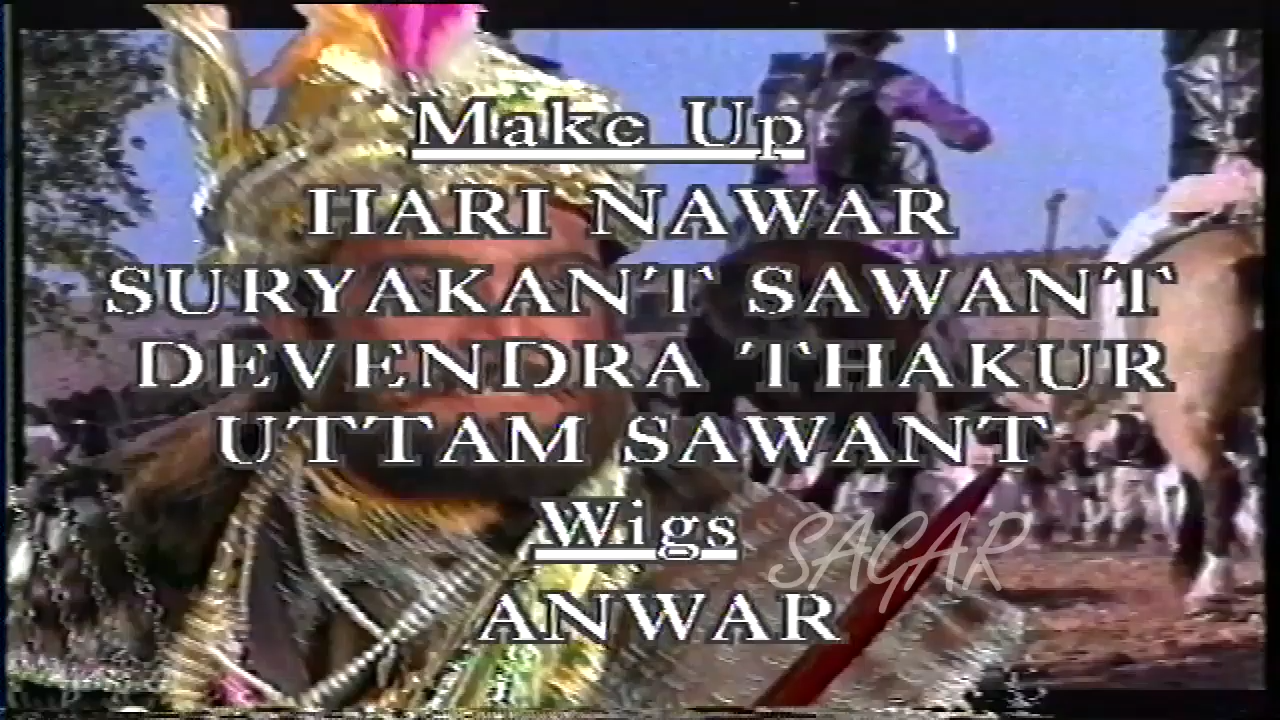 Make Up
HARI NAWAR
SURYAKANT SAWANT
DEVENDRA THAKUR
UTTAM SAWANT
Wigs
SAGAR
ANWAR